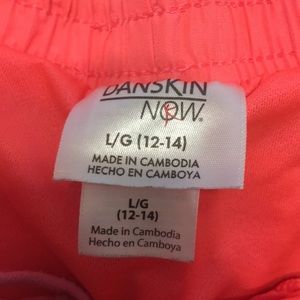 DANSKIN
NOW.
L/G (12-14)
MADE IN CAMBODIA
HECHO EN CAMBOYA
L/G
(12-14)
Made in Cambodia
Hecho en Camboya